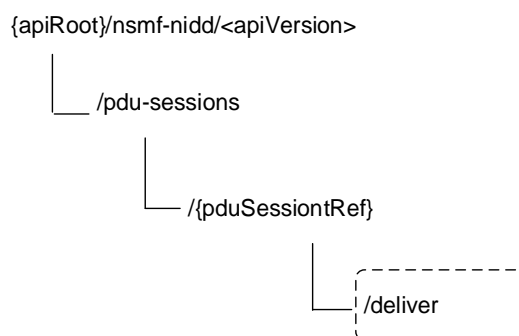 {apiRoot}/nsmf-nidd/<apiVersion>
/pdu-sessions
/{pduSessiontRef}
/deliver